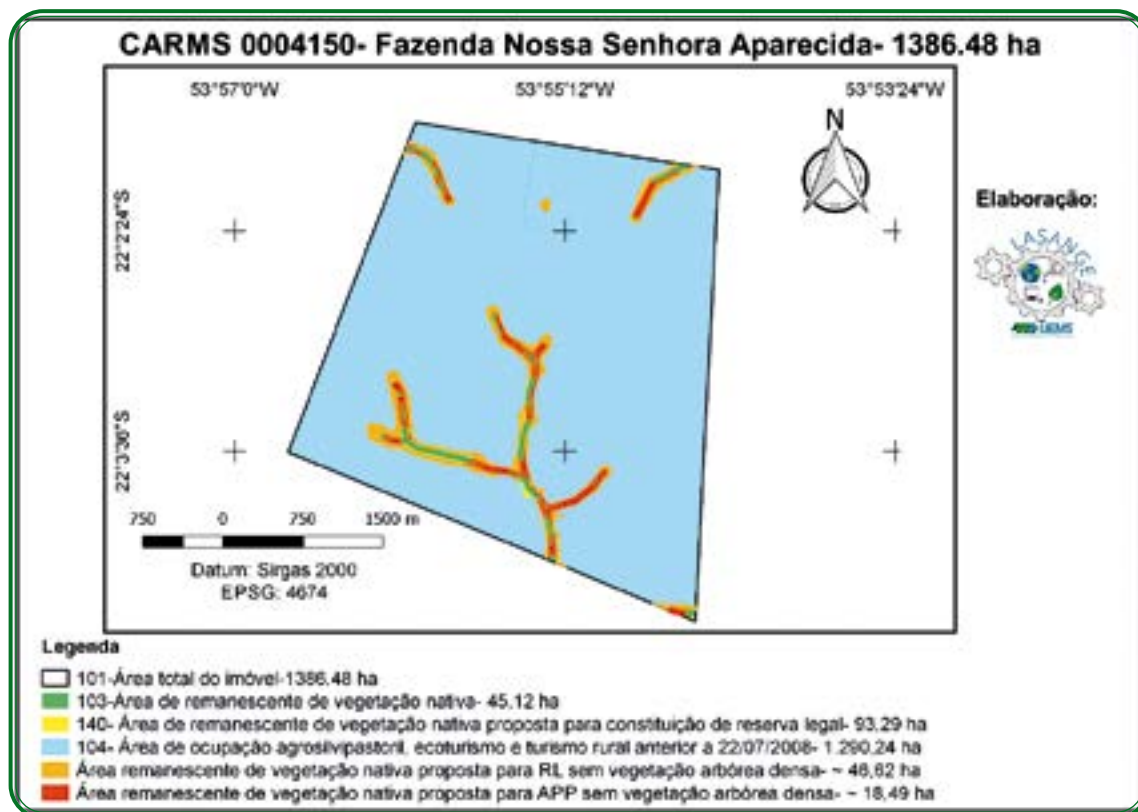 CARMS 0004150- Fazenda Nossa Senhora Aparecida- 1386.48 ha
53°57'0"W 53°55'12"W 53°53'24"W
N
22°2'24"S
Elaboração:
LASANGE
UEMS
22°3'36"S
750 0 750 1500 m
Datum: Sirgas 2000
EPSG: 4674
Legenda
101-Área total do imóvel-1386.48 ha
103-Área de remanescente de vegetação nativa- 45,12 ha
140- Área de remanescente de vegetação nativa proposta para constituição de reserva legal- 93,29 ha
104- Área de ocupação agrosilvipastoril, ecoturismo e turismo rural anterior a 22/07/2008- 1.290,24 ha
Área remanescente de vegetação nativa proposta para RL sem vegetação arbórea densa- ~ 46,62 ha
Área remanescente de vegetação nativa proposta para APP sem vegetação arbórea densa- ~ 18,49 ha